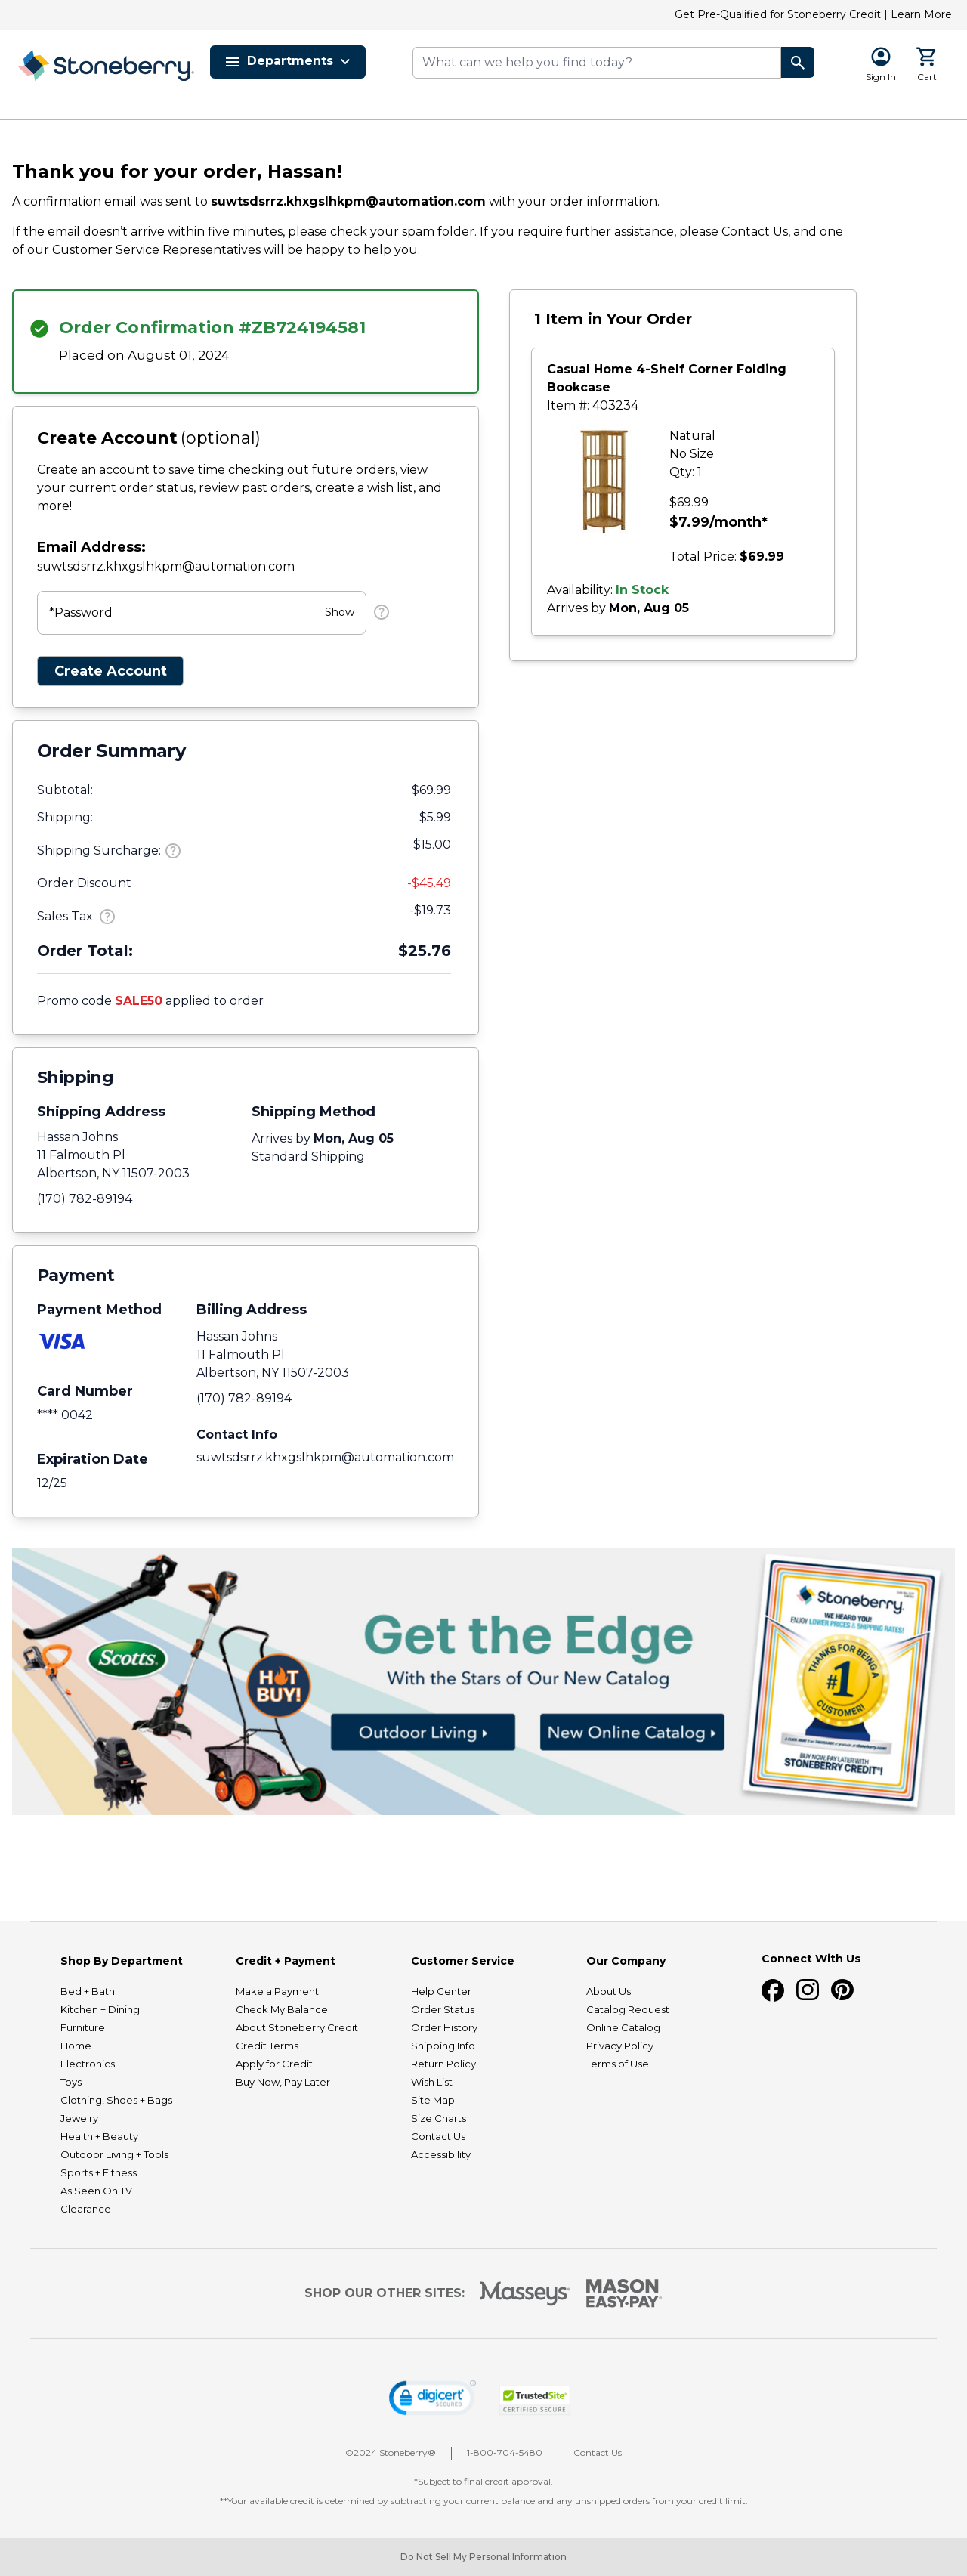 Get Pre-Qualified for Stoneberry Credit | Learn More
Stoneberry.
Departments
What can we help you find today?
Sign In
Cart
Thank you for your order, Hassan!
A confirmation email was sent to suwtsdsrrz.khxgslhkpm@automation.com with your order information.
If the email doesn’t arrive within five minutes, please check your spam folder. If you require further assistance, please Contact Us, and one
of our Customer Service Representatives will be happy to help you.
Order Confirmation #ZB724194581
Placed on August 01, 2024
Create Account (optional)
Create an account to save time checking out future orders, view
your current order status, review past orders, create a wish list, and
more!
Email Address:
suwtsdsrrz.khxgslhkpm@automation.com
*Password
Show
Create Account
1 Item in Your Order
Casual Home 4-Shelf Corner Folding
Bookcase
Item #: 403234
Natural
No Size
Qty: 1
$69.99
$7.99/month*
Total Price: $69.99
Availability: In Stock
Arrives by Mon, Aug 05
Order Summary
Subtotal: $69.99
Shipping: $5.99
Shipping Surcharge: $15.00
Order Discount -$45.49
Sales Tax: -$19.73
Order Total: $25.76
Promo code SALE50 applied to order
Shipping
Shipping Address
Hassan Johns
11 Falmouth Pl
Albertson, NY 11507-2003
(170) 782-89194
Shipping Method
Arrives by Mon, Aug 05
Standard Shipping
Payment
Payment Method
VISA
Card Number
**** 0042
Expiration Date
12/25
Billing Address
Hassan Johns
11 Falmouth Pl
Albertson, NY 11507-2003
(170) 782-89194
Contact Info
suwtsdsrrz.khxgslhkpm@automation.com
Scotts
HOT
BUY!
Get the Edge
With the Stars of Our New Catalog
Outdoor Living
New Online Catalog
Stoneberry.
WE HEARD YOU!
ENJOY LOWER PRICES & SHIPPING RATES!
THANKS FOR BEING A
#1
CUSTOMER!
BUY NOW, PAY LATER WITH
STONEBERRY CREDIT!
Shop By Department
Bed + Bath
Kitchen + Dining
Furniture
Home
Electronics
Toys
Clothing, Shoes + Bags
Jewelry
Health + Beauty
Outdoor Living + Tools
Sports + Fitness
As Seen On TV
Clearance
Credit + Payment
Make a Payment
Check My Balance
About Stoneberry Credit
Credit Terms
Apply for Credit
Buy Now, Pay Later
Customer Service
Help Center
Order Status
Order History
Shipping Info
Return Policy
Wish List
Site Map
Size Charts
Contact Us
Accessibility
Our Company
About Us
Catalog Request
Online Catalog
Privacy Policy
Terms of Use
Connect With Us
SHOP OUR OTHER SITES:
Masseys
MASON
EASY•PAY
digicert
SECURED
TrustedSite
CERTIFIED SECURE
©2024 Stoneberry®
1-800-704-5480
Contact Us
*Subject to final credit approval.
**Your available credit is determined by subtracting your current balance and any unshipped orders from your credit limit.
Do Not Sell My Personal Information